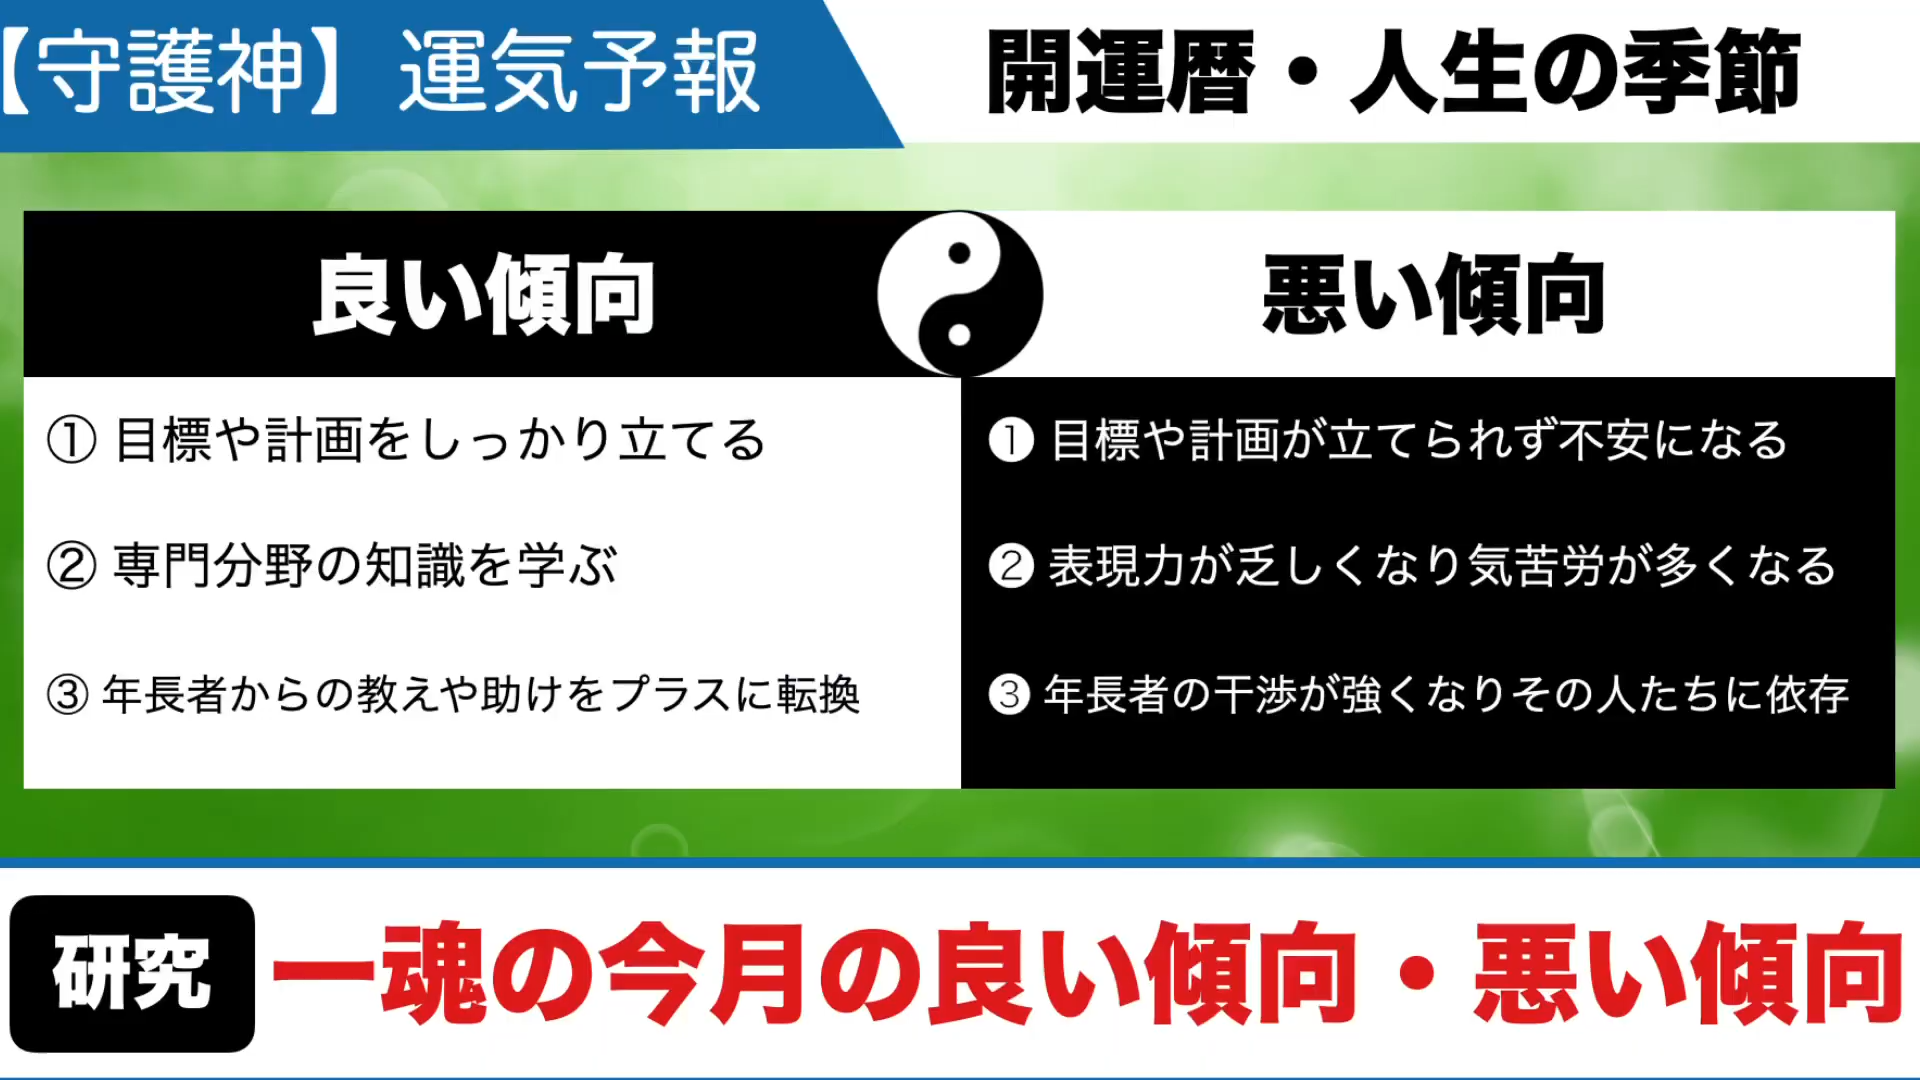 【守護神】運気予報
開運暦・人生の季節
良い傾向
悪い傾向
① 目標や計画をしっかり立てる
② 専門分野の知識を学ぶ
③ 年長者からの教えや助けをプラスに転換
❶ 目標や計画が立てられず不安になる
❷ 表現力が乏しくなり気苦労が多くなる
❸ 年長者の干渉が強くなりその人たちに依存
研究
一魂の今月の良い傾向・悪い傾向